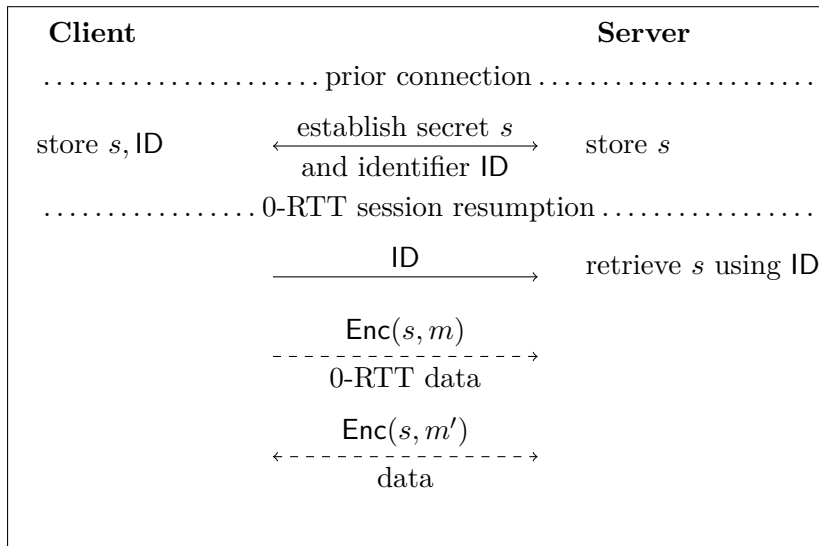 Client Server
prior connection
establish secret s
store s, ID store s
and identifier ID
0-RTT session resumption
ID
retrieve s using ID
Enc(s, m)
0-RTT data
Enc(s, m′)
data